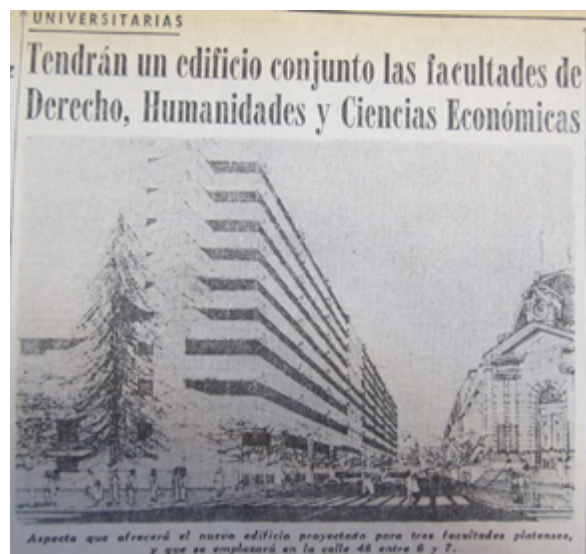 UNIVERSITARIAS
Tendrán un edificio conjunto las facultades de
Derecho, Humanidades y Ciencias Económicas
Aspecto que ofrecerá el nuevo edificio proyectado para tres facultades platenses,
y que se emplazará en la calle 48 entre 6 y 7.